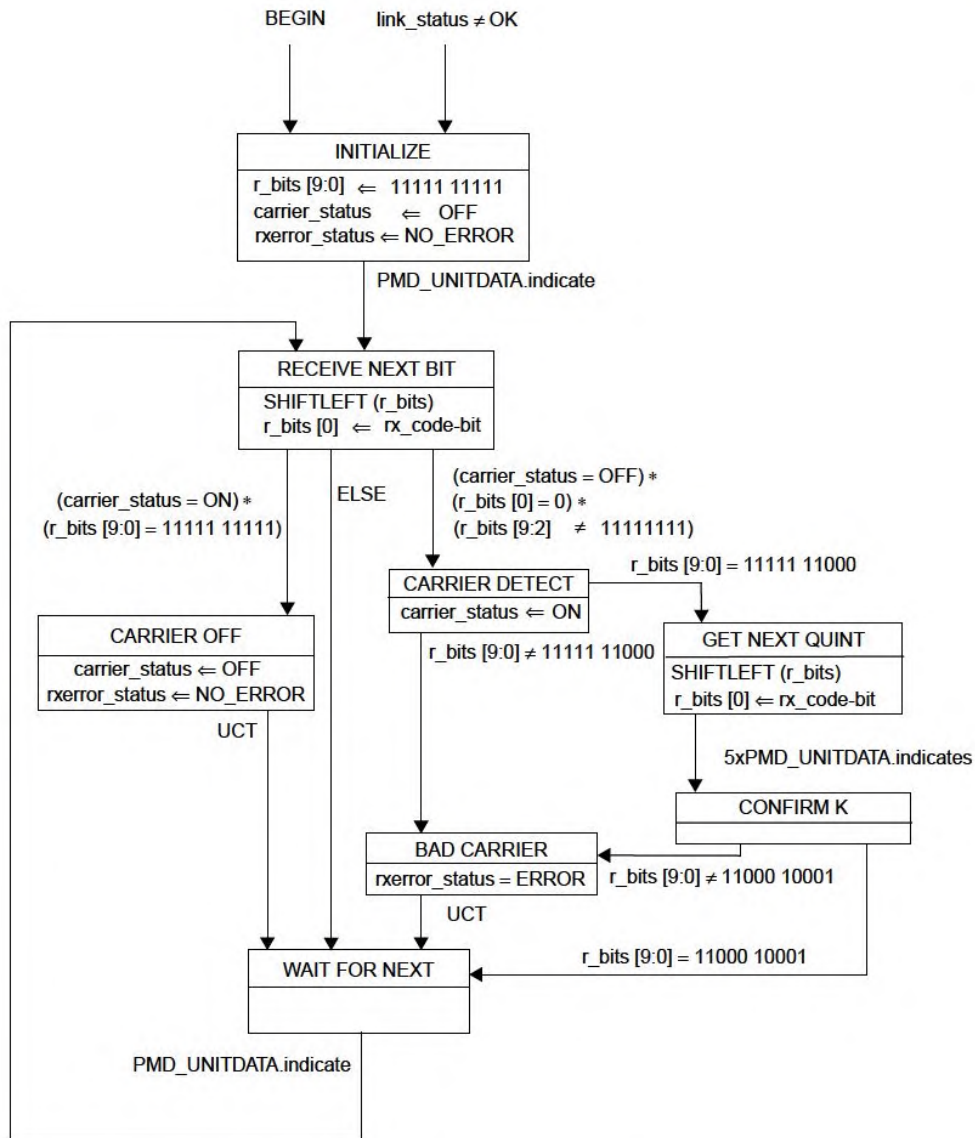 BEGIN
link_status ≠ OK
INITIALIZE
r_bits [9:0] ⇐ 11111 11111
carrier_status ⇐ OFF
rxerror_status ⇐ NO_ERROR
PMD_UNITDATA.indicate
RECEIVE NEXT BIT
SHIFTLEFT (r_bits)
r_bits [0] ⇐ rx_code-bit
(carrier_status = ON) *
(r_bits [9:0] = 11111 11111)
ELSE
(carrier_status = OFF) *
(r_bits [0] = 0) *
(r_bits [9:2] ≠ 11111111)
r_bits [9:0] = 11111 11000
CARRIER DETECT
carrier_status ⇐ ON
r_bits [9:0] ≠ 11111 11000
CARRIER OFF
carrier_status ⇐ OFF
rxerror_status ⇐ NO_ERROR
UCT
GET NEXT QUINT
SHIFTLEFT (r_bits)
r_bits [0] ⇐ rx_code-bit
5xPMD_UNITDATA.indicates
CONFIRM K
BAD CARRIER
rxerror_status = ERROR
r_bits [9:0] ≠ 11000 10001
UCT
r_bits [9:0] = 11000 10001
WAIT FOR NEXT
PMD_UNITDATA.indicate